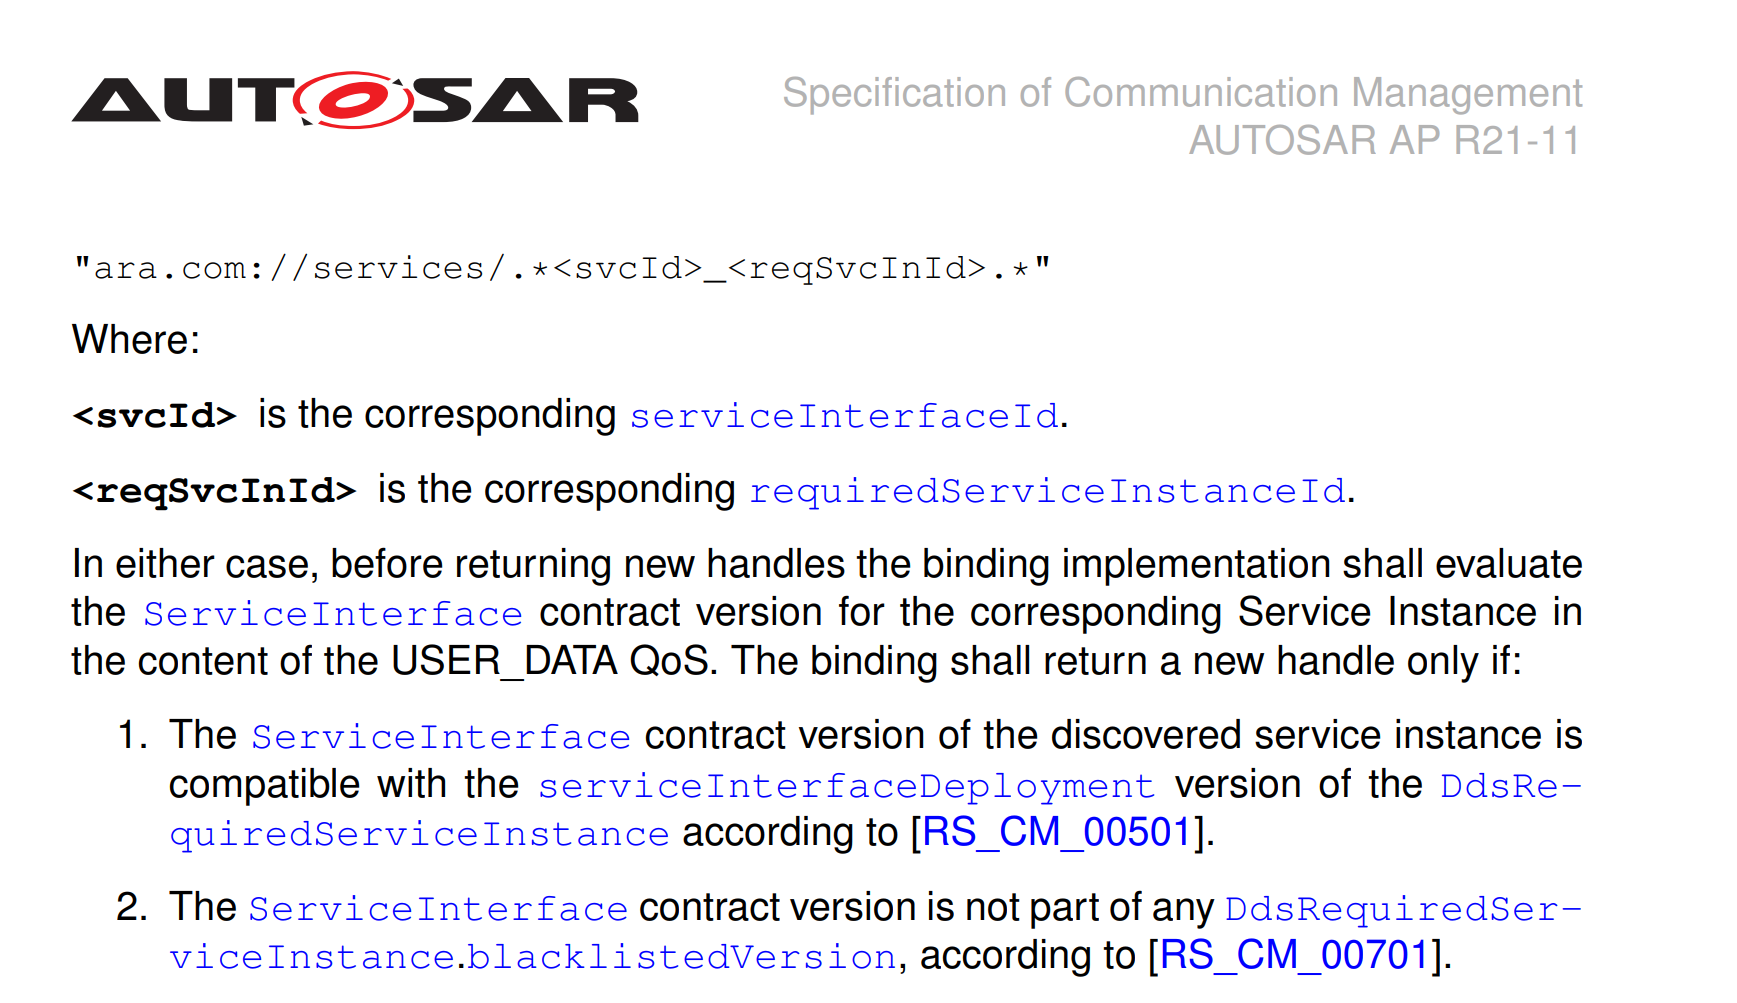 AUTOSAR
Specification of Communication Management
AUTOSAR AP R21-11
"ara.com://services/.*<svcId>_<reqSvcInId>.*"
Where:
<svcId> is the corresponding serviceInterfaceId.
<reqSvcInId> is the corresponding requiredServiceInstanceId.
In either case, before returning new handles the binding implementation shall evaluate
the ServiceInterface contract version for the corresponding Service Instance in
the content of the USER_DATA QoS. The binding shall return a new handle only if:
1. The ServiceInterface contract version of the discovered service instance is
compatible with the serviceInterfaceDeployment version of the DdsRe-
quiredServiceInstance according to [RS_CM_00501].
2. The ServiceInterface contract version is not part of any DdsRequiredSer-
viceInstance.blacklistedVersion, according to [RS_CM_00701].